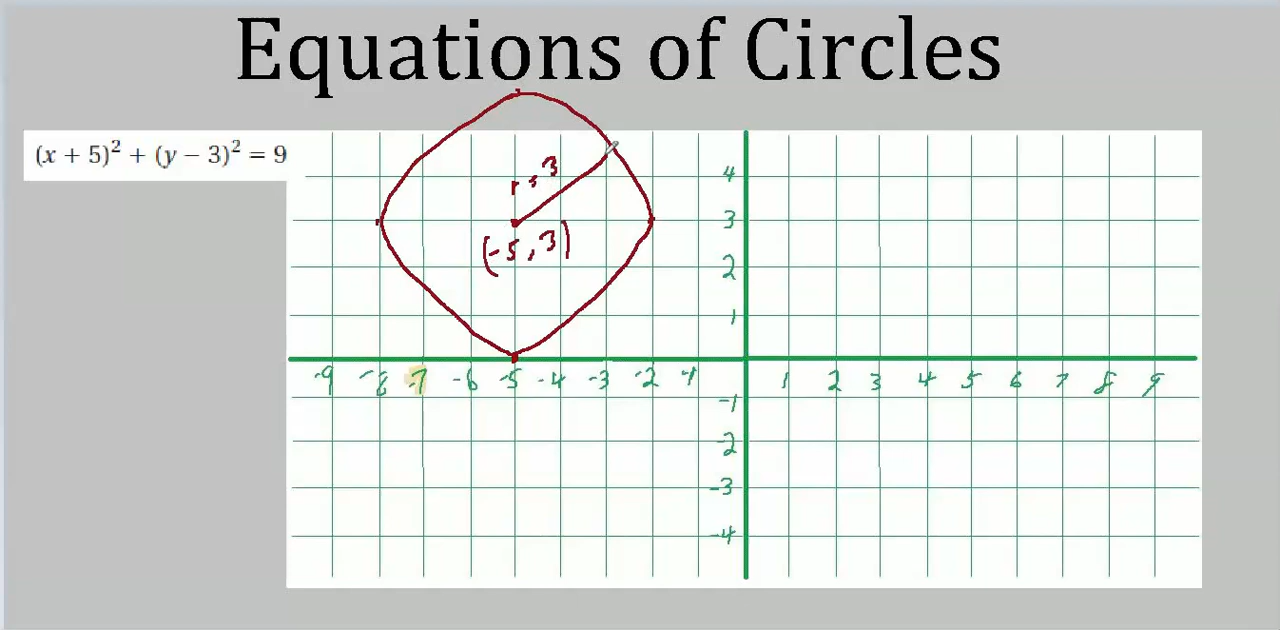 Equations of Circles
(x + 5)² + (y − 3)² = 9
r = 3
(-5, 3)
4
3
2
1
-9 -8 -7 -6 -5 -4 -3 -2 -1 1 2 3 4 5 6 7 8 9
-1
-2
-3
-4